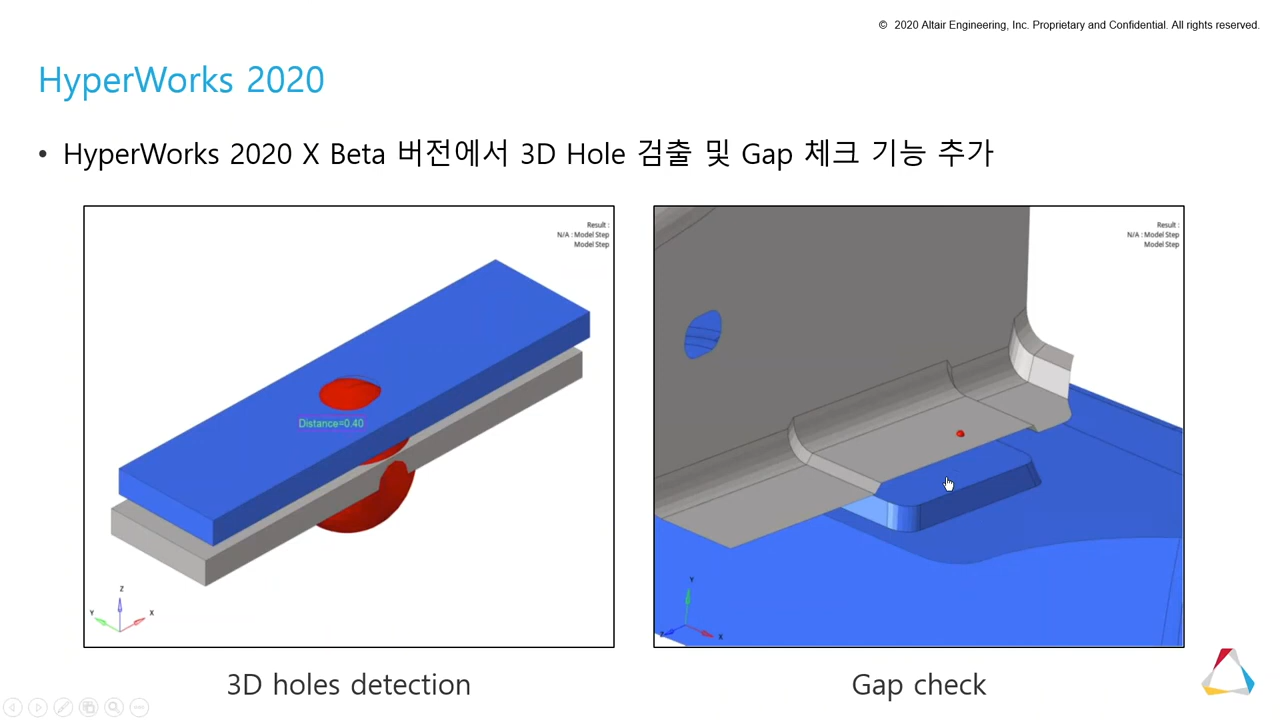 © 2020 Altair Engineering, Inc. Proprietary and Confidential. All rights reserved.
HyperWorks 2020
• HyperWorks 2020 X Beta 버전에서 3D Hole 검출 및 Gap 체크 기능 추가
Result :
N/A : Model Step
Model Step
Distance=0.40
Z
Y
X
Result :
N/A : Model Step
Model Step
Y
Z
X
3D holes detection
Gap check